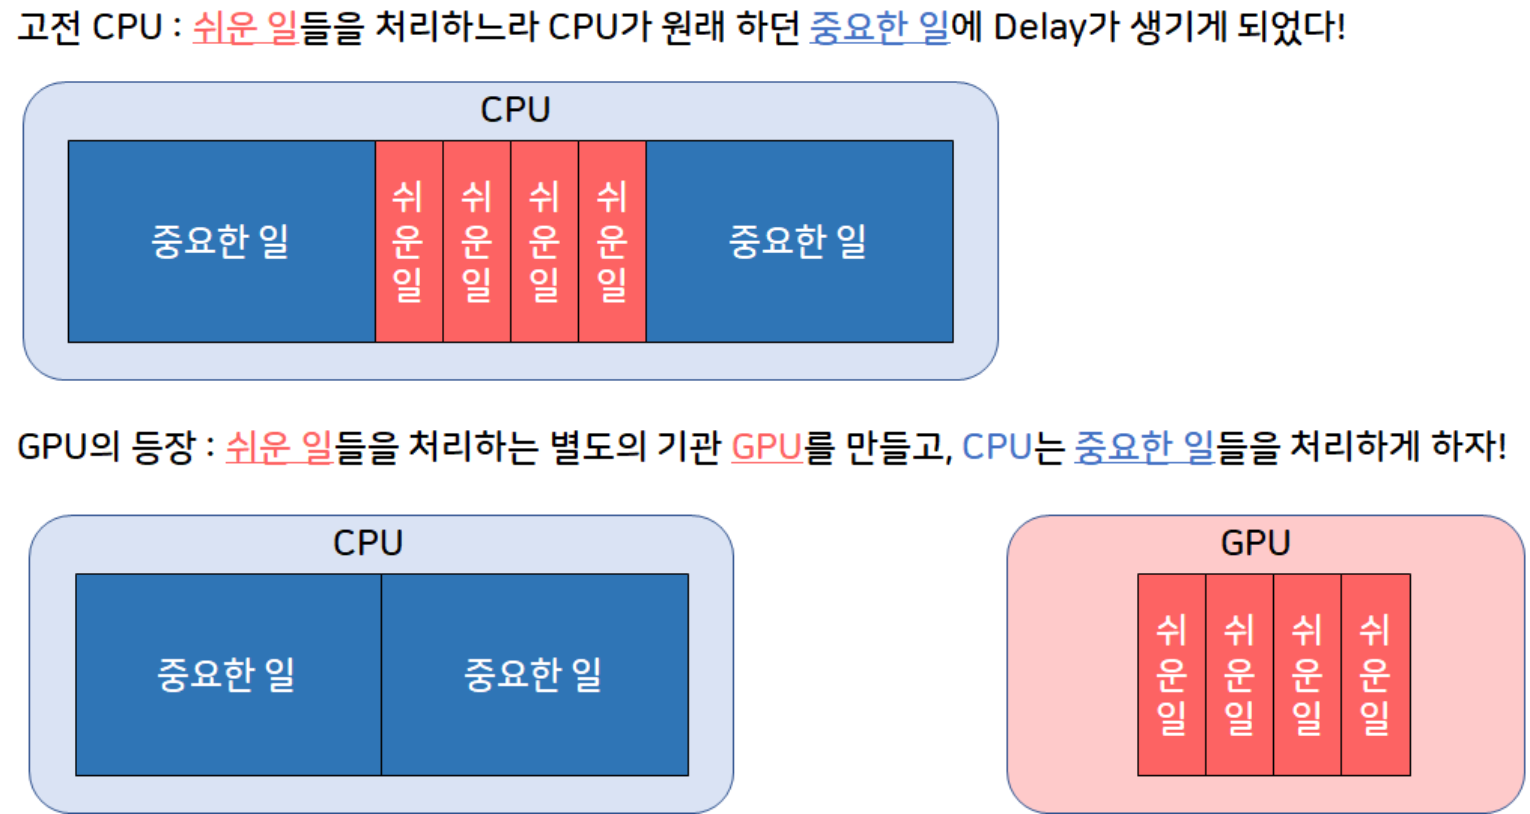 고전 CPU : 쉬운 일들을 처리하느라 CPU가 원래 하던 중요한 일에 Delay가 생기게 되었다!
CPU
중요한 일
쉬운일
쉬운일
쉬운일
쉬운일
중요한 일
GPU의 등장 : 쉬운 일들을 처리하는 별도의 기관 GPU를 만들고, CPU는 중요한 일들을 처리하게 하자!
CPU
중요한 일
중요한 일
GPU
쉬운일
쉬운일
쉬운일
쉬운일